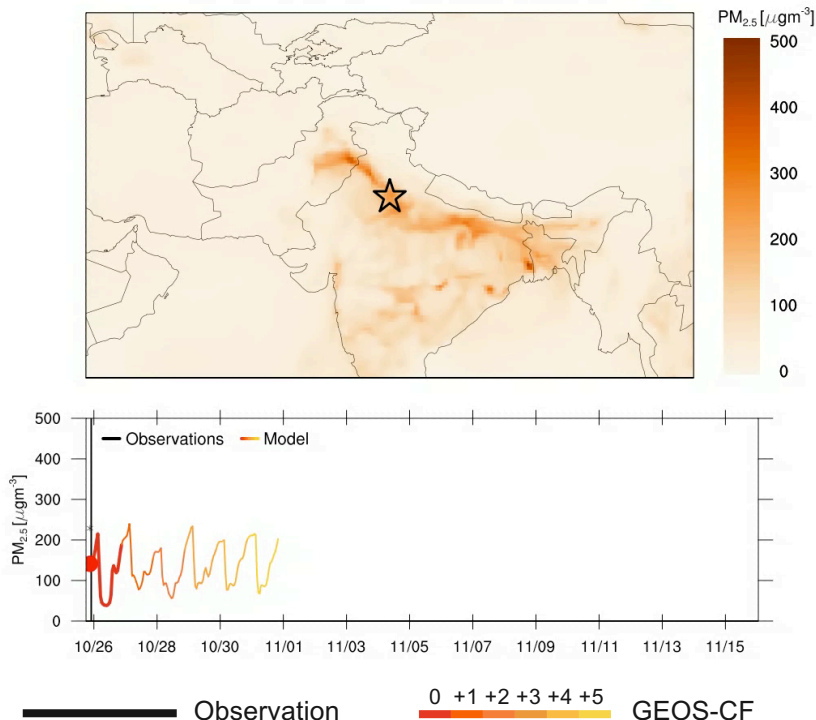 PM2.5 [μgm-3]
500
400
300
200
100
0
500
400
300
200
100
0
PM2.5 [μgm-3]
Observations Model
10/26 10/28 10/30 11/01 11/03 11/05 11/07 11/09 11/11 11/13 11/15
0 +1 +2 +3 +4 +5
Observation GEOS-CF